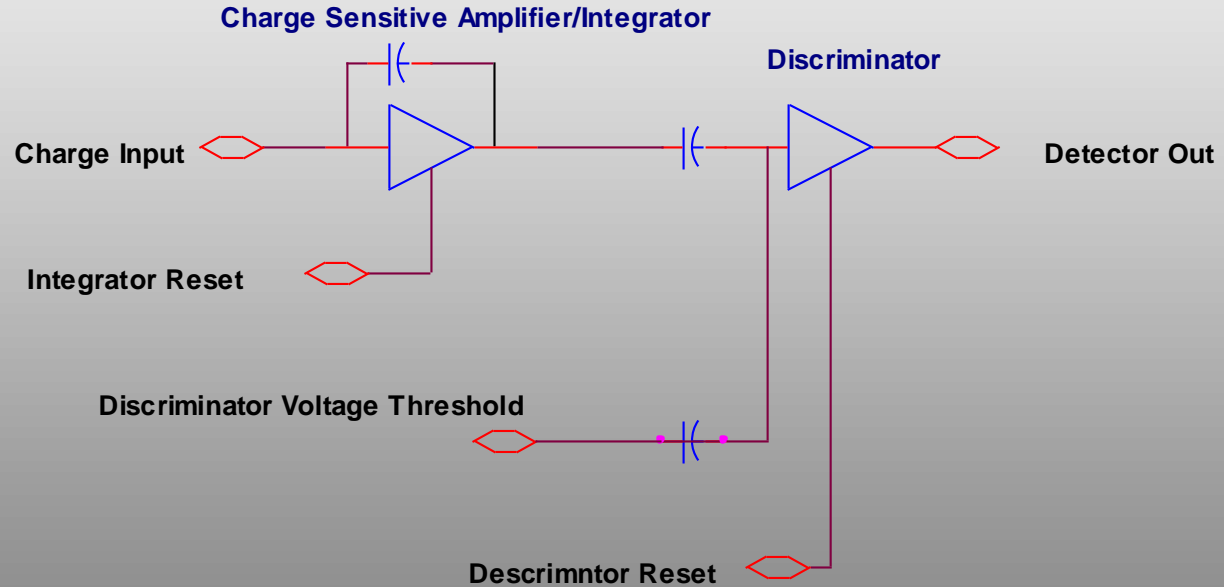 Charge Sensitive Amplifier/Integrator
Discriminator
Charge Input
Detector Out
Integrator Reset
Discriminator Voltage Threshold
Descrimntor Reset